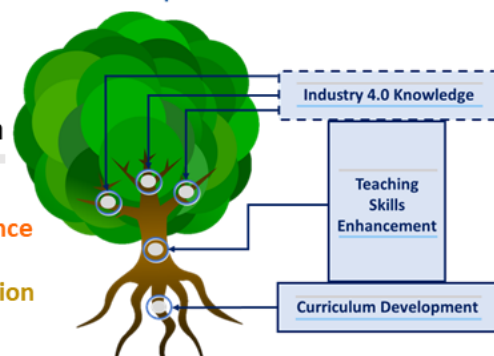 Industry 4.0 Knowledge
Teaching
Skills
Enhancement
Curriculum Development